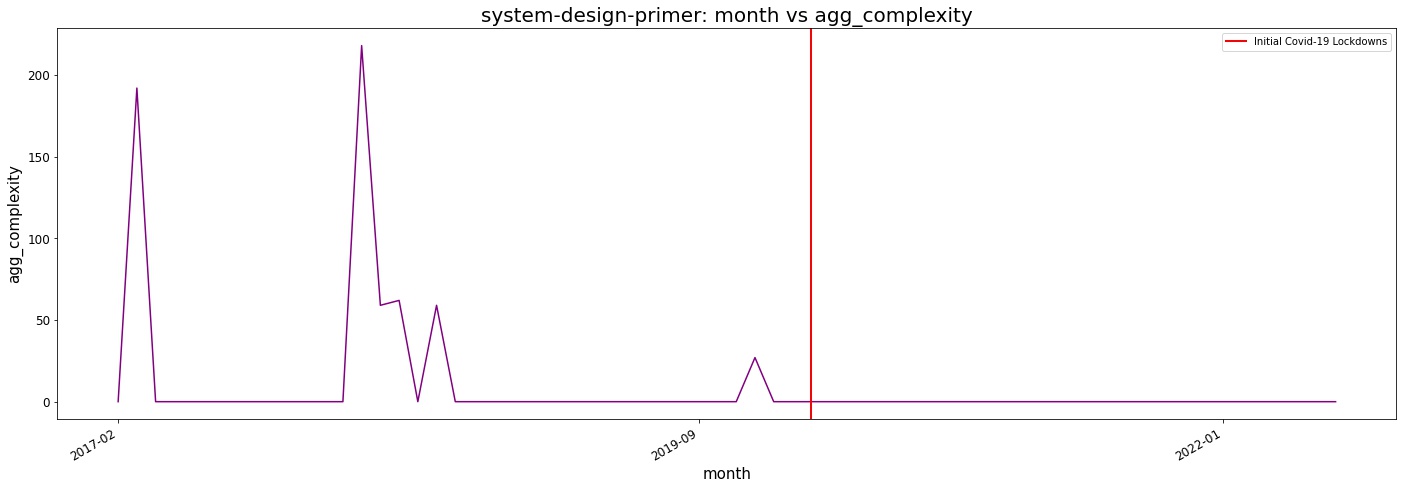 system-design-primer: month vs agg_complexity
Initial Covid-19 Lockdowns
agg_complexity
200
150
100
50
0
2017-02
2019-09
2022-01
month